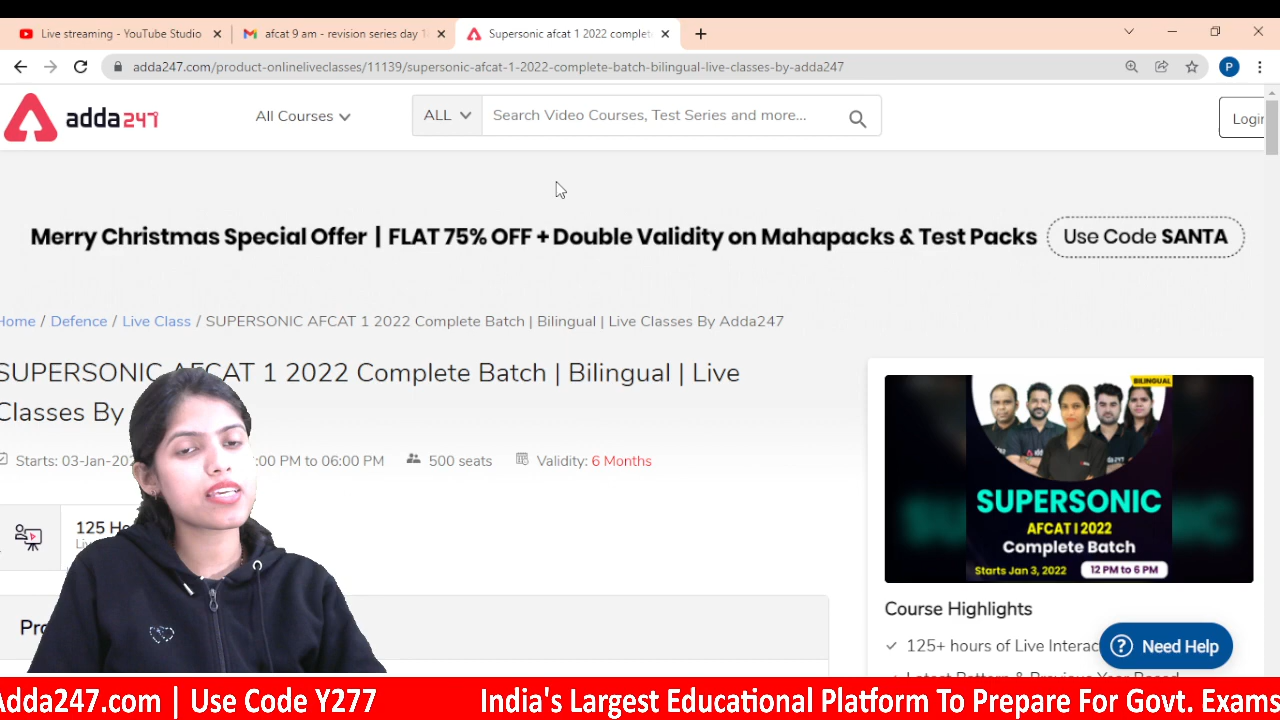 Live streaming - YouTube Studio
afcat 9 am - revision series day 1
Supersonic afcat 1 2022 complet
adda247.com/product-onlineliveclasses/11139/supersonic-afcat-1-2022-complete-batch-bilingual-live-classes-by-adda247
P
adda247
All Courses
ALL
Search Video Courses, Test Series and more...
Login
Merry Christmas Special Offer | FLAT 75% OFF + Double Validity on Mahapacks & Test Packs
Use Code SANTA
Home / Defence / Live Class / SUPERSONIC AFCAT 1 2022 Complete Batch | Bilingual | Live Classes By Adda247
SUPERSONIC AFCAT 1 2022 Complete Batch | Bilingual | Live
Classes By
Starts: 03-Jan-202 :00 PM to 06:00 PM 500 seats Validity: 6 Months
125 Ho
BILINGUAL
SUPERSONIC
AFCAT I 2022
Complete Batch
Starts Jan 3, 2022 12 PM to 6 PM
Course Highlights
125+ hours of Live Interac
Need Help
Latest Pattern & Previous Year Based
Adda247.com | Use Code Y277 India's Largest Educational Platform To Prepare For Govt. Exams